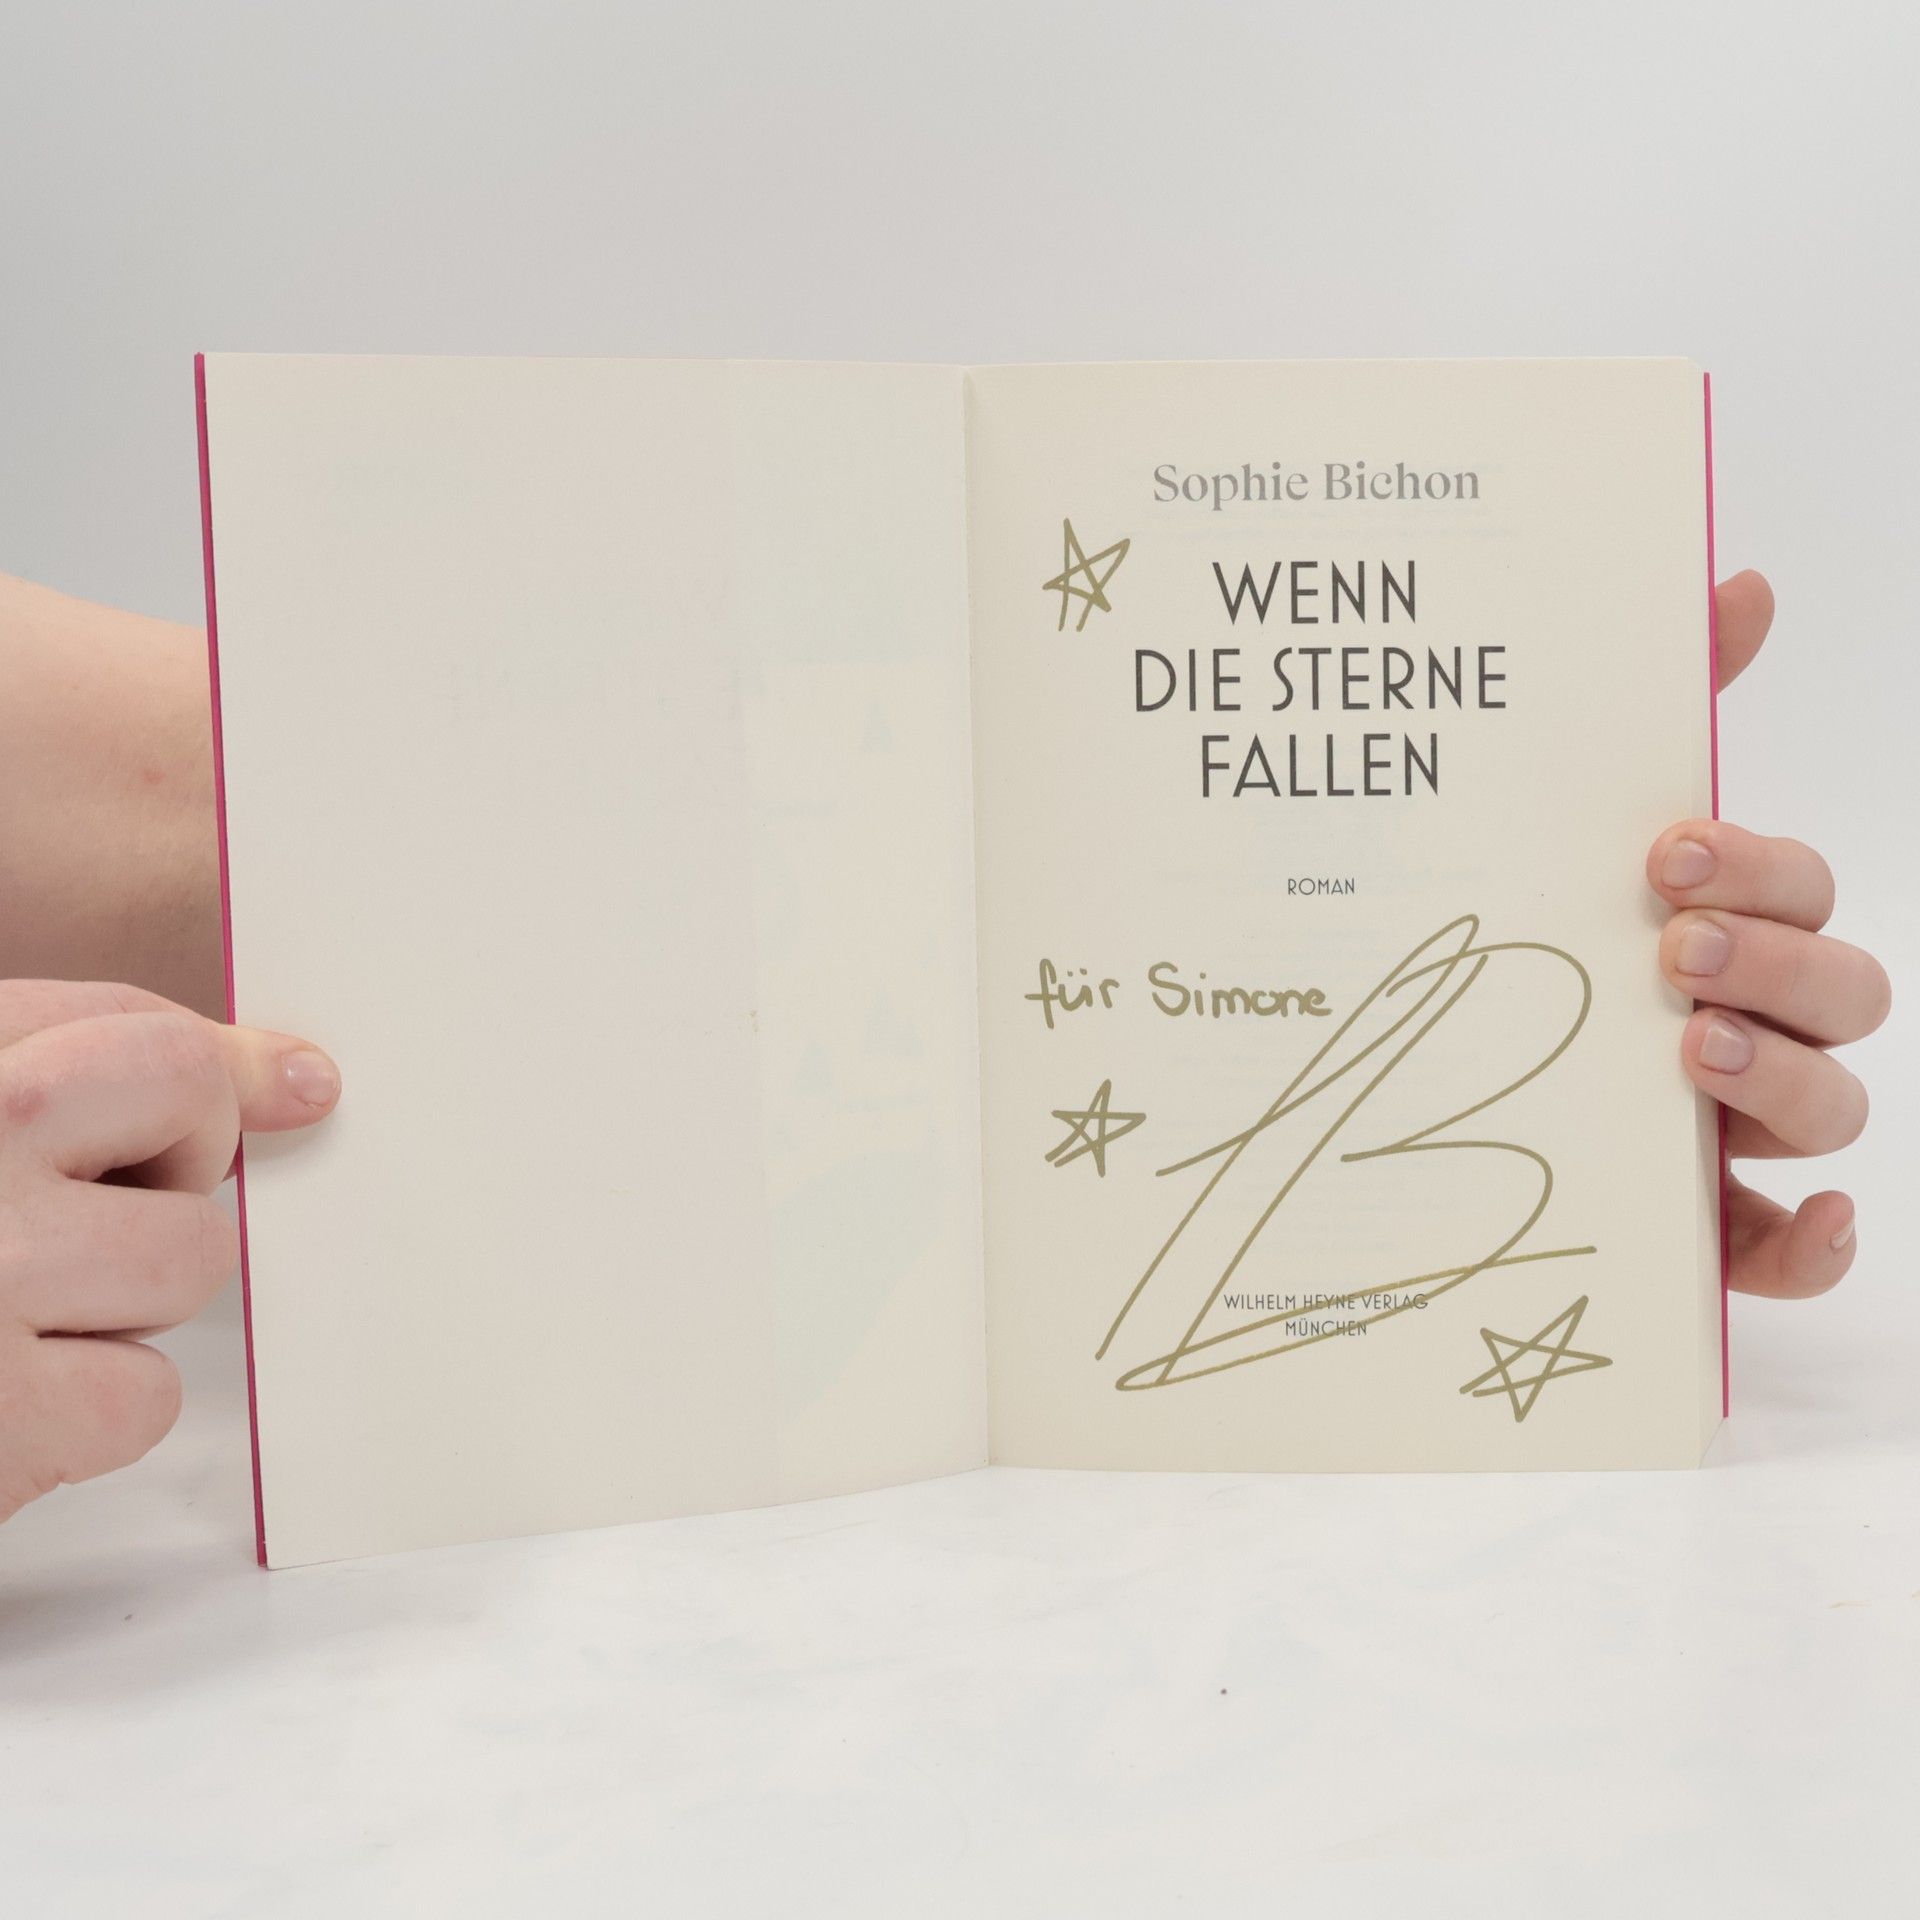 Sophie Bichon
WENN
DIE STERNE
FALLEN
ROMAN
für Simone
WILHELM HEYNE VERLAG
MÜNCHEN